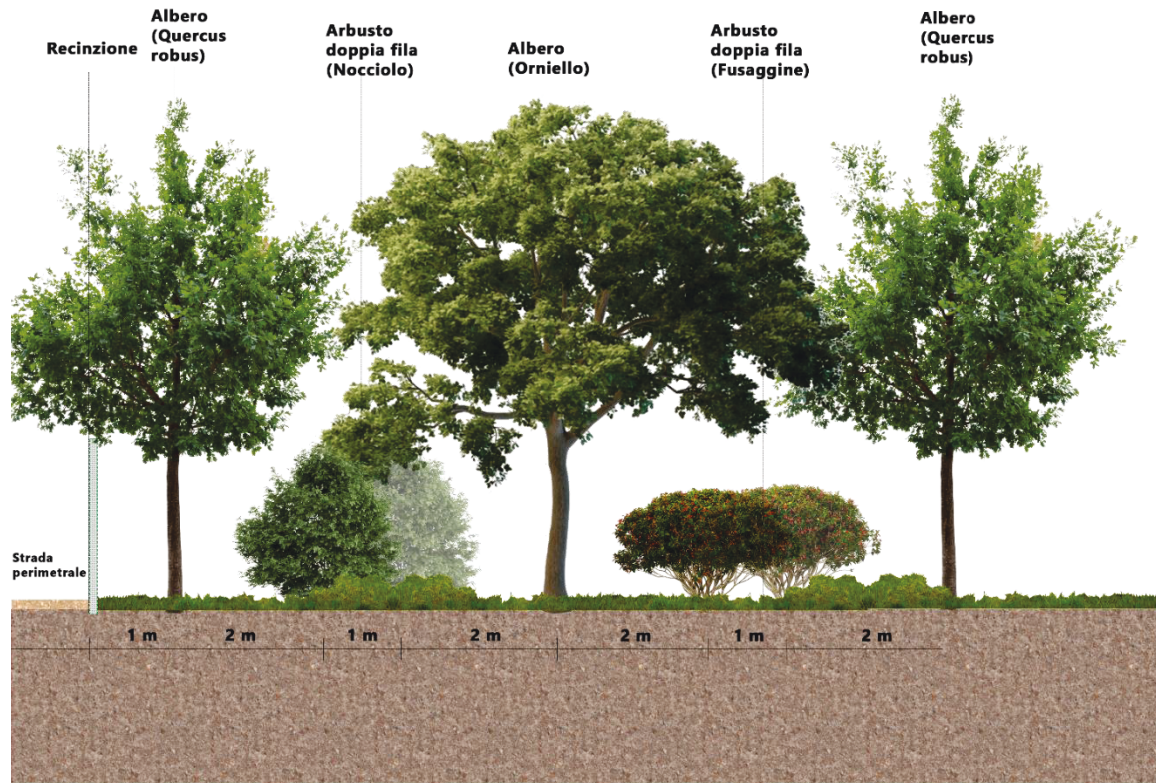 Recinzione
Albero
(Quercus
robus)
Arbusto
doppia fila
(Nocciolo)
Albero
(Orniello)
Arbusto
doppia fila
(Fusaggine)
Albero
(Quercus
robus)
Strada
perimetrale
1 m
2 m
1 m
2 m
2 m
1 m
2 m